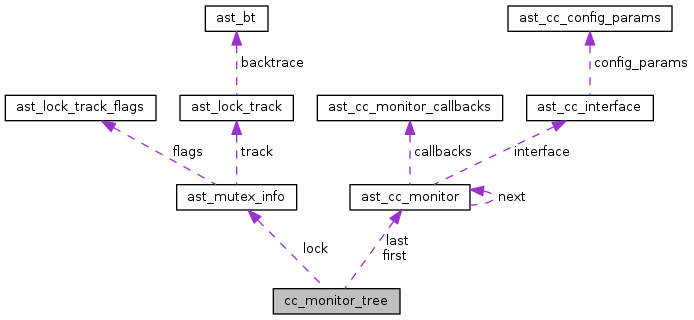 ast_bt
ast_cc_config_params
backtrace
config_params
ast_lock_track_flags
ast_lock_track
ast_cc_monitor_callbacks
ast_cc_interface
flags
track
callbacks
interface
ast_mutex_info
ast_cc_monitor
next
lock
last
first
cc_monitor_tree